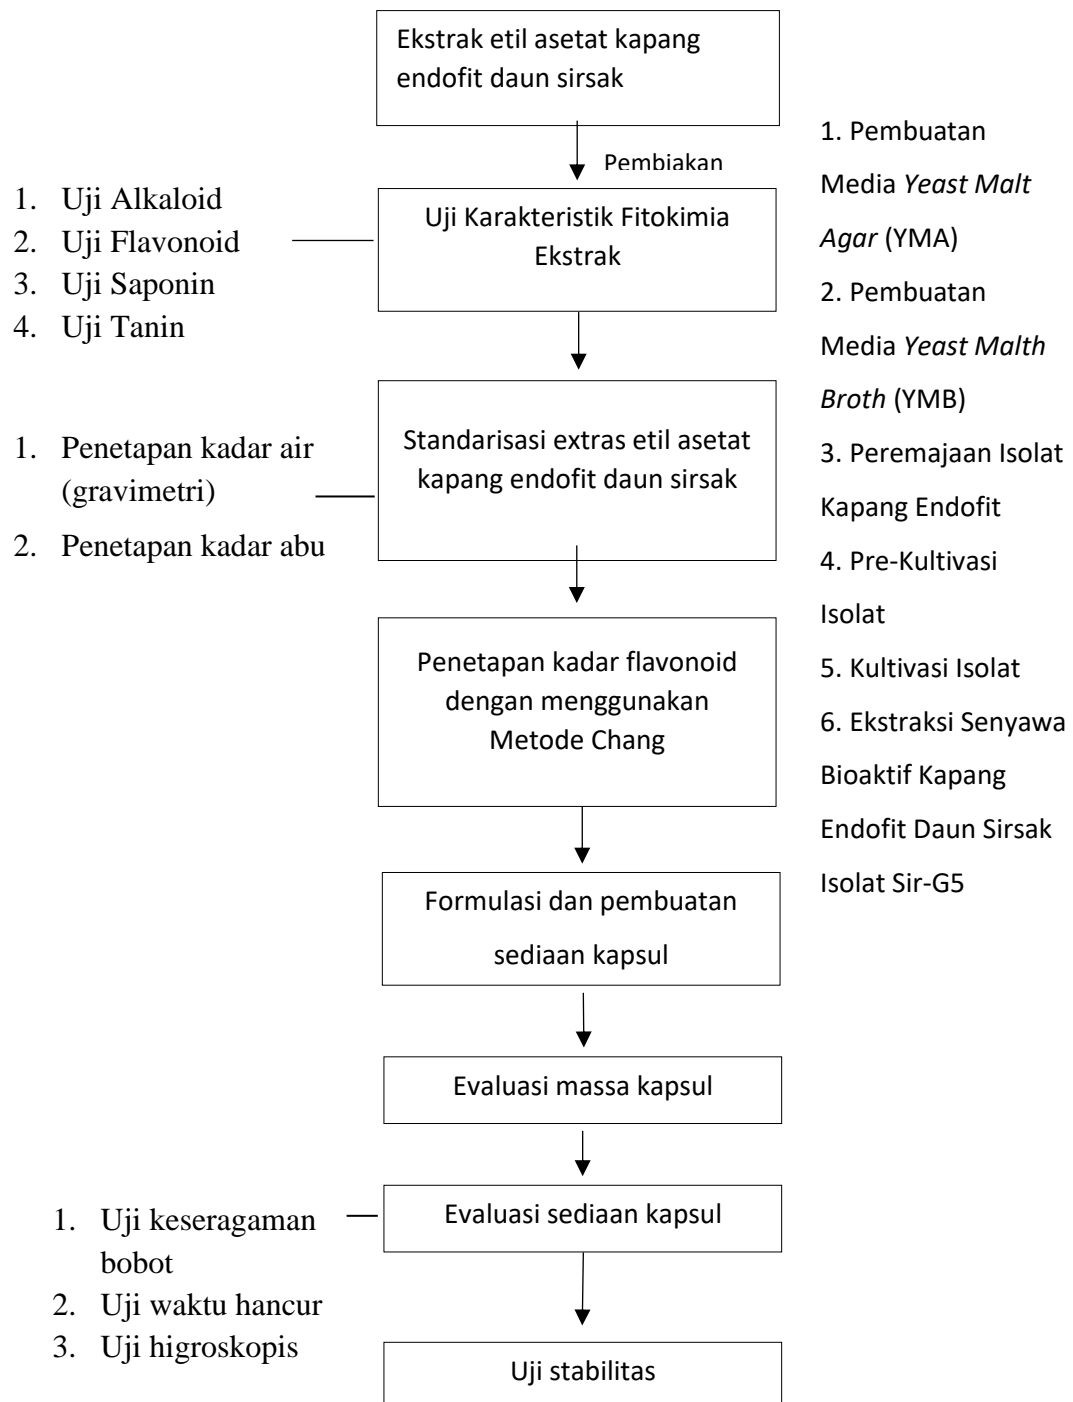 Ekstrak etil asetat kapang
endofit daun sirsak
Pembiakan
1. Uji Alkaloid
2. Uji Flavonoid
3. Uji Saponin
4. Uji Tanin
Uji Karakteristik Fitokimia
Ekstrak
1. Penetapan kadar air
(gravimetri)
2. Penetapan kadar abu
Standarisasi extras etil asetat
kapang endofit daun sirsak
Penetapan kadar flavonoid
dengan menggunakan
Metode Chang
Formulasi dan pembuatan
sediaan kapsul
Evaluasi massa kapsul
1. Uji keseragaman
bobot
2. Uji waktu hancur
3. Uji higroskopis
Evaluasi sediaan kapsul
Uji stabilitas
1. Pembuatan
Media Yeast Malt
Agar (YMA)
2. Pembuatan
Media Yeast Malth
Broth (YMB)
3. Peremajaan Isolat
Kapang Endofit
4. Pre-Kultivasi
Isolat
5. Kultivasi Isolat
6. Ekstraksi Senyawa
Bioaktif Kapang
Endofit Daun Sirsak
Isolat Sir-G5